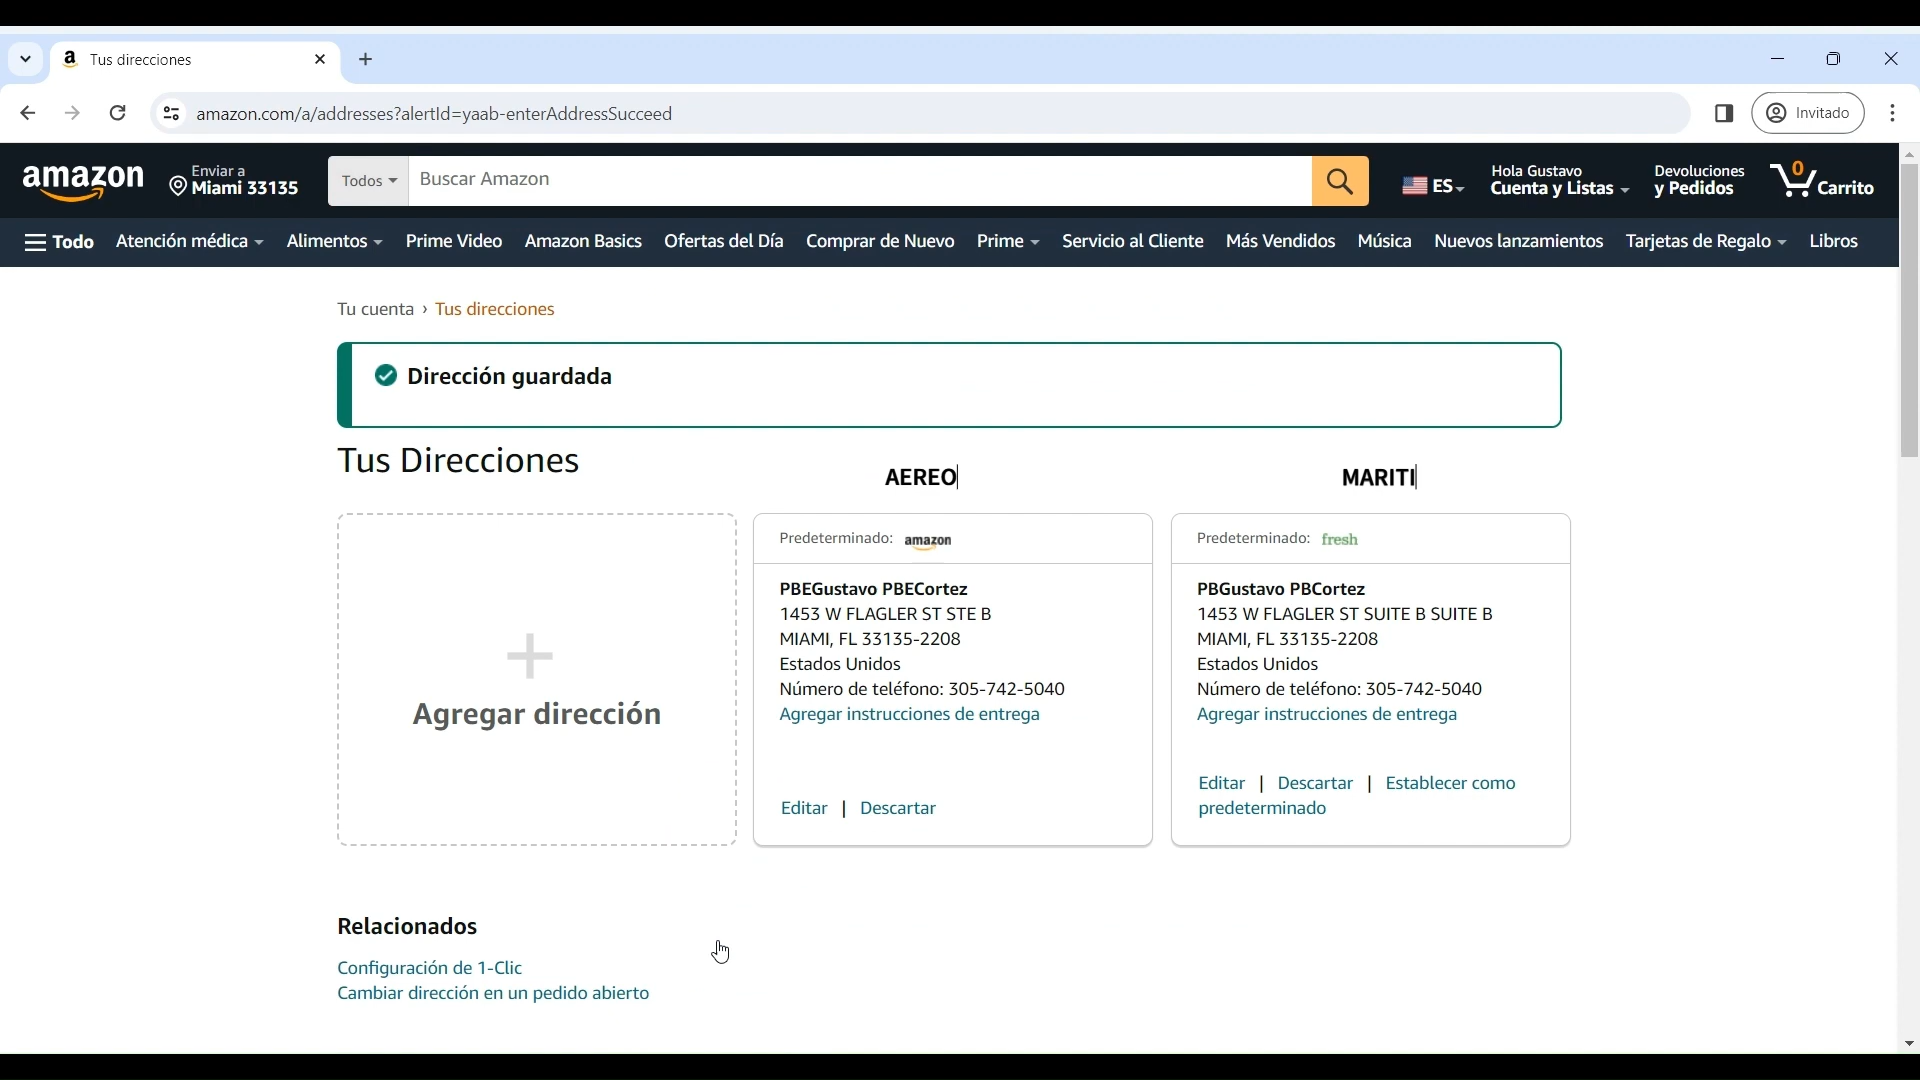 Tus direcciones
amazon.com/a/addresses?alertId=yaab-enterAddressSucceed
Invitado
amazon
Enviar a
Miami 33135
Todos
Buscar Amazon
ES
Hola Gustavo
Cuenta y Listas
Devoluciones
y Pedidos
0
Carrito
Todo
Atención médica
Alimentos
Prime Video
Amazon Basics
Ofertas del Día
Comprar de Nuevo
Prime
Servicio al Cliente
Más Vendidos
Música
Nuevos lanzamientos
Tarjetas de Regalo
Libros
Tu cuenta › Tus direcciones
Dirección guardada
Tus Direcciones
AEREO
MARITI
Agregar dirección
Predeterminado: amazon
PBEGustavo PBECortez
1453 W FLAGLER ST STE B
MIAMI, FL 33135-2208
Estados Unidos
Número de teléfono: 305-742-5040
Agregar instrucciones de entrega
Editar | Descartar
Predeterminado: fresh
PBGustavo PBCortez
1453 W FLAGLER ST SUITE B SUITE B
MIAMI, FL 33135-2208
Estados Unidos
Número de teléfono: 305-742-5040
Agregar instrucciones de entrega
Editar | Descartar | Establecer como
predeterminado
Relacionados
Configuración de 1-Clic
Cambiar dirección en un pedido abierto